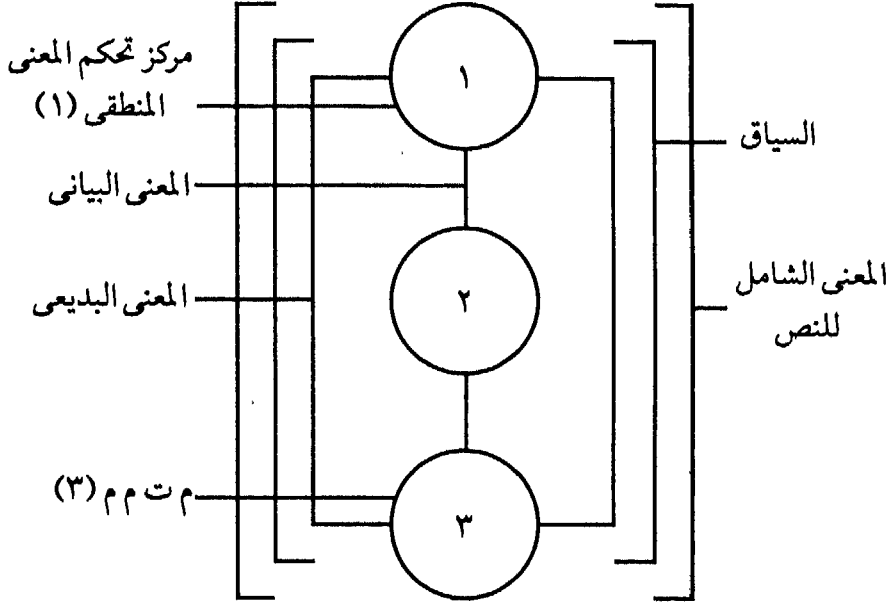 مركز تحكم المعنى
المنطقى (١)
١
السياق
المعنى البيانى
المعنى الشامل
للنص
المعنى البديعى
٢
م ت م م (٣)
٣